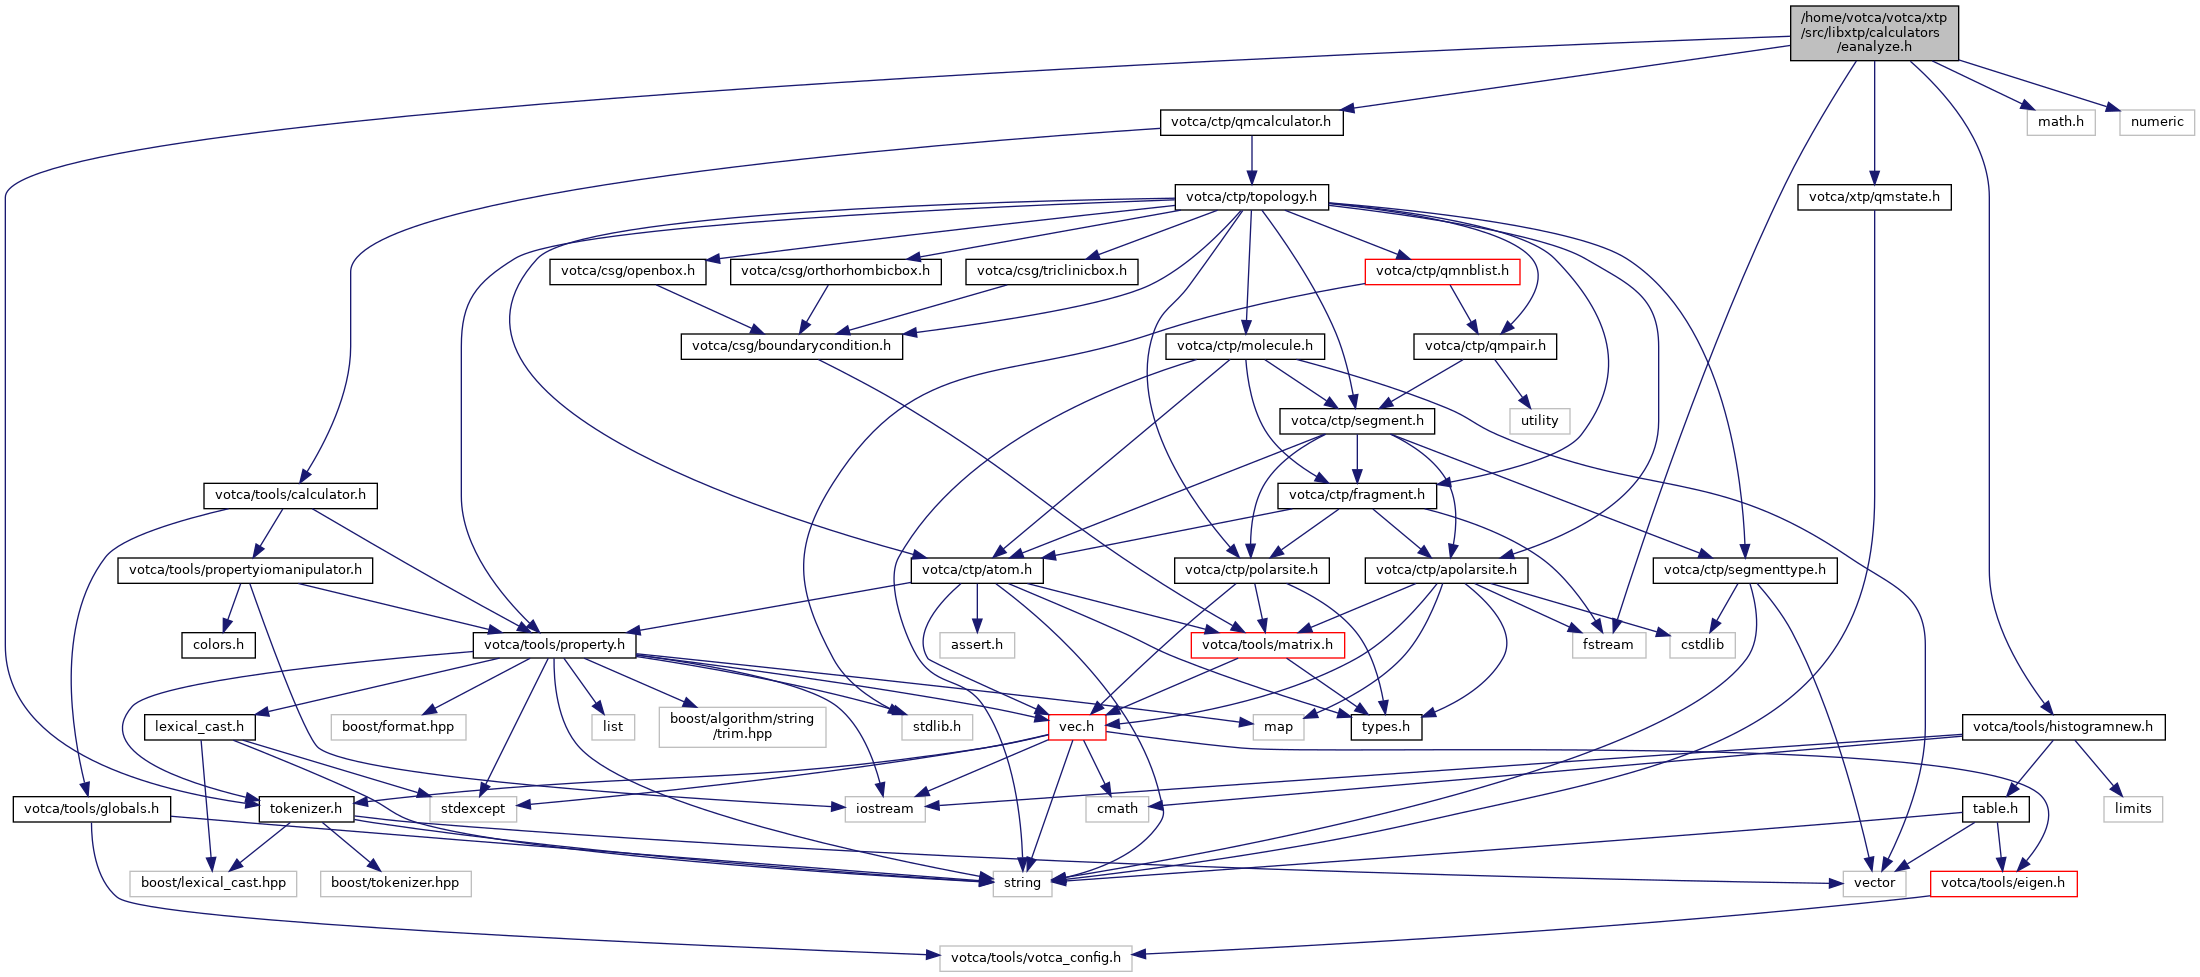 /home/votca/votca/xtp
/src/libxtp/calculators
/eanalyze.h
votca/ctp/qmcalculator.h
math.h
numeric
votca/ctp/topology.h
votca/xtp/qmstate.h
votca/csg/openbox.h
votca/csg/orthorhombicbox.h
votca/csg/triclinicbox.h
votca/ctp/qmnblist.h
votca/csg/boundarycondition.h
votca/ctp/molecule.h
votca/ctp/qmpair.h
votca/ctp/segment.h
utility
votca/tools/calculator.h
votca/ctp/fragment.h
votca/tools/propertyiomanipulator.h
votca/ctp/atom.h
votca/ctp/polarsite.h
votca/ctp/apolarsite.h
votca/ctp/segmenttype.h
colors.h
votca/tools/property.h
assert.h
votca/tools/matrix.h
fstream
cstdlib
lexical_cast.h
boost/format.hpp
list
boost/algorithm/string
/trim.hpp
stdlib.h
vec.h
map
types.h
votca/tools/histogramnew.h
votca/tools/globals.h
tokenizer.h
stdexcept
iostream
cmath
table.h
limits
boost/lexical_cast.hpp
boost/tokenizer.hpp
string
vector
votca/tools/eigen.h
votca/tools/votca_config.h